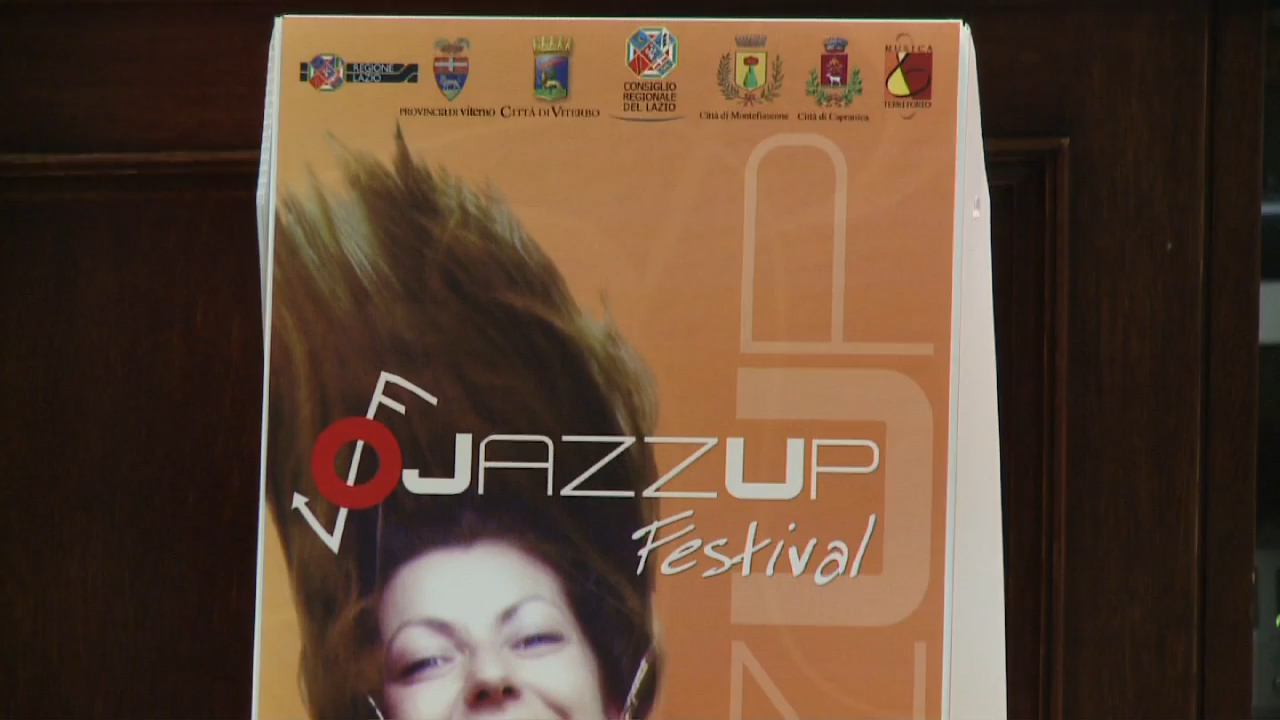 REGIONE
LAZIO
PROVINCIA DI VITERBO
CITTÀ DI VITERBO
CONSIGLIO
REGIONALE
DEL LAZIO
Città di Montefiascone
Città di Capranica
MUSICA
TERRITORIO
JAZZUP
Festival